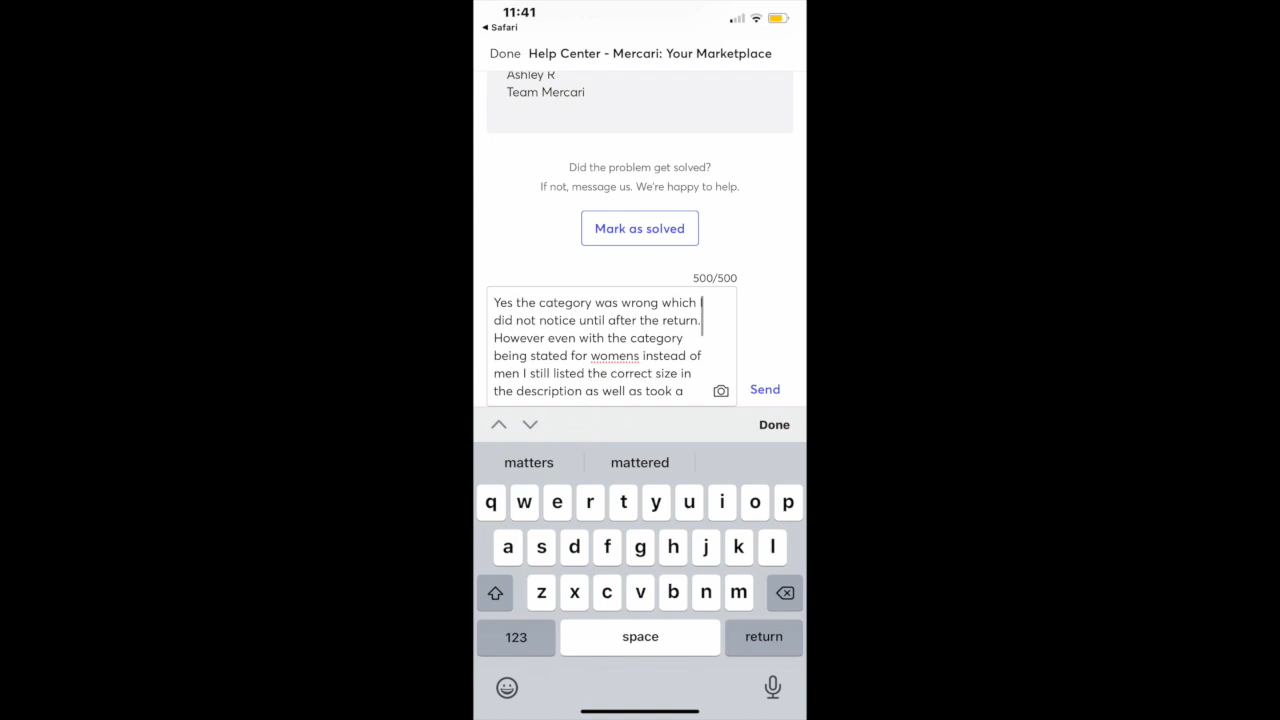 11:41
Safari
Done Help Center - Mercari: Your Marketplace
Ashley R
Team Mercari
Did the problem get solved?
If not, message us. We're happy to help.
Mark as solved
500/500
Yes the category was wrong which I
did not notice until after the return.
However even with the category
being stated for womens instead of
men I still listed the correct size in
the description as well as took a
Send
Done
matters mattered
q w e r t y u i o p
a s d f g h j k l
z x c v b n m
123 space return